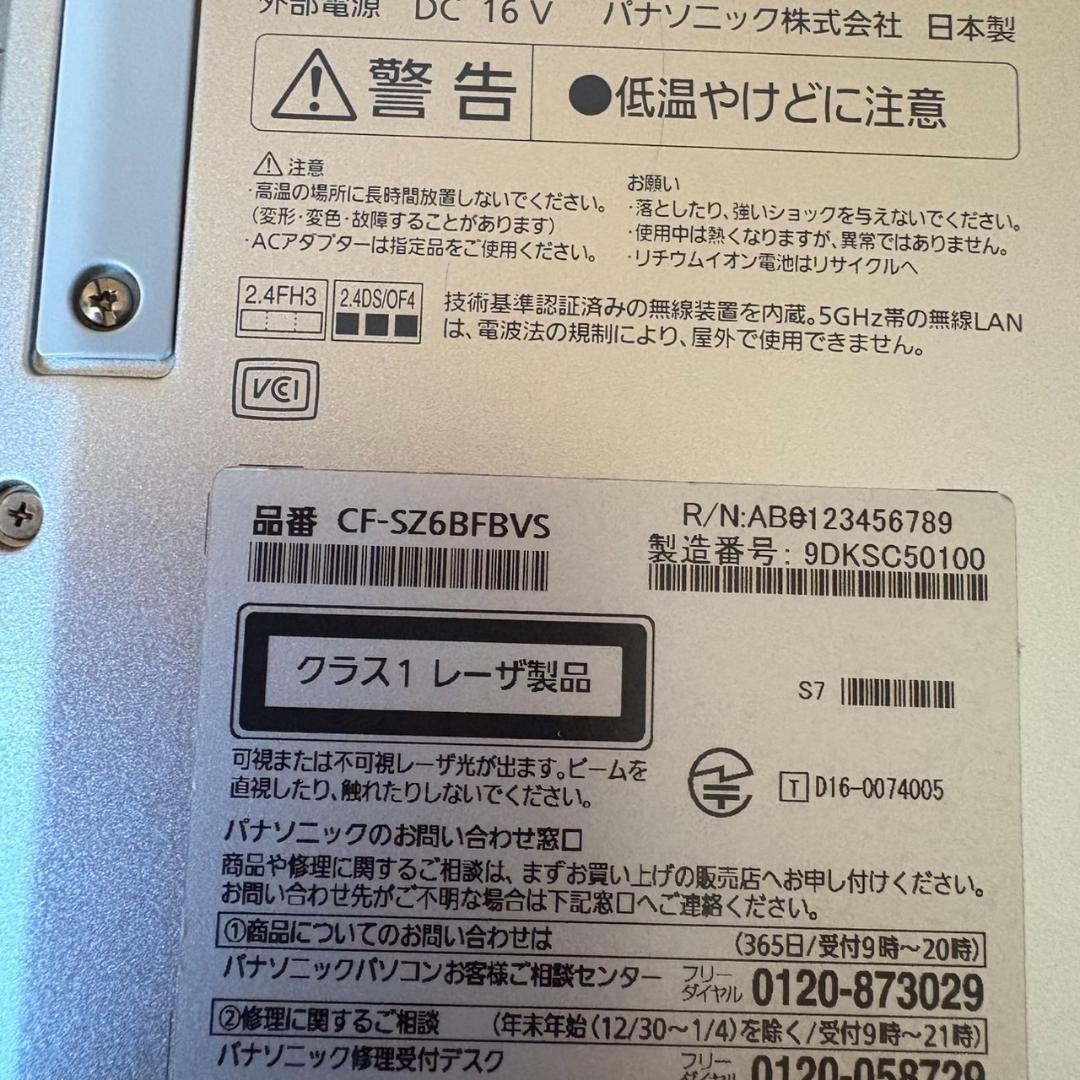 外部電源 DC 16V パナソニック株式会社 日本製
警告 ●低温やけどに注意
注意
・高温の場所に長時間放置しないでください。
(変形・変色・故障することがあります)
・ACアダプターは指定品をご使用ください。
お願い
・落としたり、強いショックを与えないでください。
・使用中は熱くなりますが、異常ではありません。
・リチウムイオン電池はリサイクルへ
2.4FH3 2.4DS/OF4
技術基準認証済みの無線装置を内蔵。5GHz帯の無線LAN
は、電波法の規制により、屋外で使用できません。
VCCI
品番 CF-SZ6BFBVS
R/N:AB0123456789
製造番号: 9DKSC50100
クラス1 レーザ製品
S7
可視または不可視レーザ光が出ます。ビームを
直視したり、触れたりしないでください。
T D16-0074005
パナソニックのお問い合わせ窓口
商品や修理に関するご相談は、まずお買い上げの販売店へお申し付けください。
お問い合わせ先がご不明な場合は下記窓口へご連絡ください。
①商品についてのお問い合わせは (365日/受付9時~20時)
パナソニックパソコンお客様ご相談センター フリーダイヤル 0120-873029
②修理に関するご相談 (年末年始(12/30~1/4)を除く/受付9時~21時)
パナソニック修理受付デスク フリーダイヤル 0120-058729